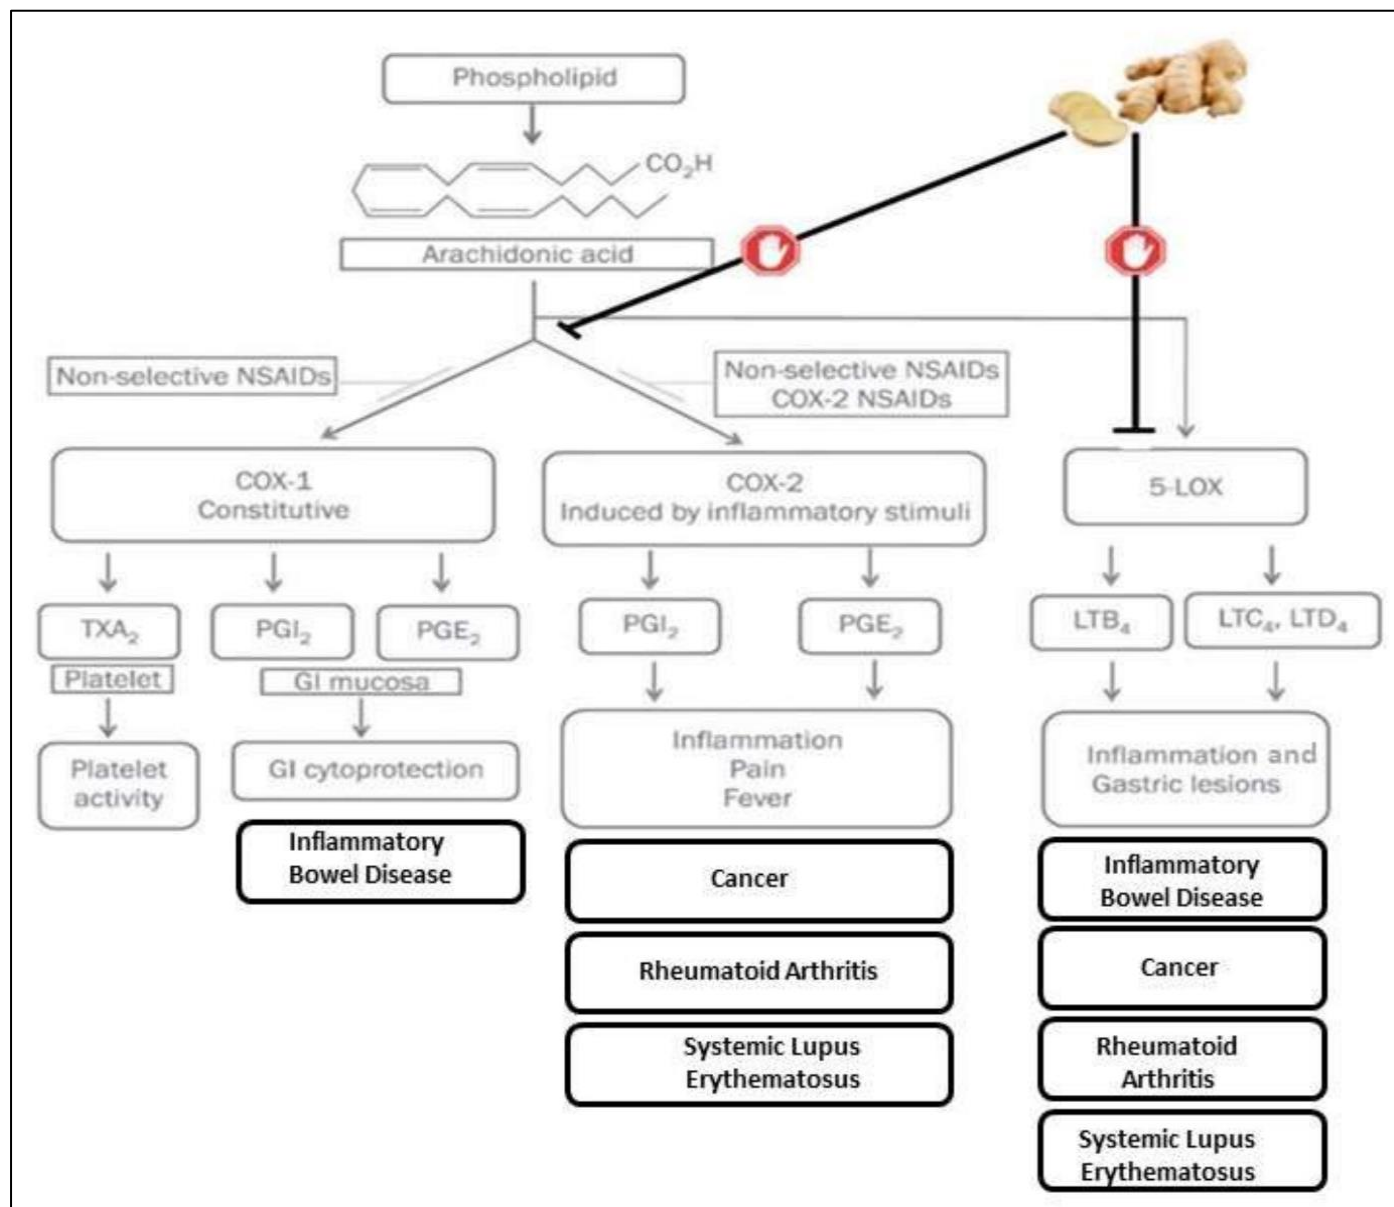 Phospholipid
CO₂H
Arachidonic acid
Non-selective NSAIDs
Non-selective NSAIDs
COX-2 NSAIDs
COX-1
Constitutive
COX-2
Induced by inflammatory stimuli
5-LOX
TXA₂
PGI₂
PGE₂
PGI₂
PGE₂
LTB₄
LTC₄, LTD₄
Platelet
GI mucosa
Platelet
activity
GI cytoprotection
Inflammation
Pain
Fever
Inflammation and
Gastric lesions
Inflammatory
Bowel Disease
Cancer
Rheumatoid Arthritis
Systemic Lupus
Erythematosus
Inflammatory
Bowel Disease
Cancer
Rheumatoid
Arthritis
Systemic Lupus
Erythematosus